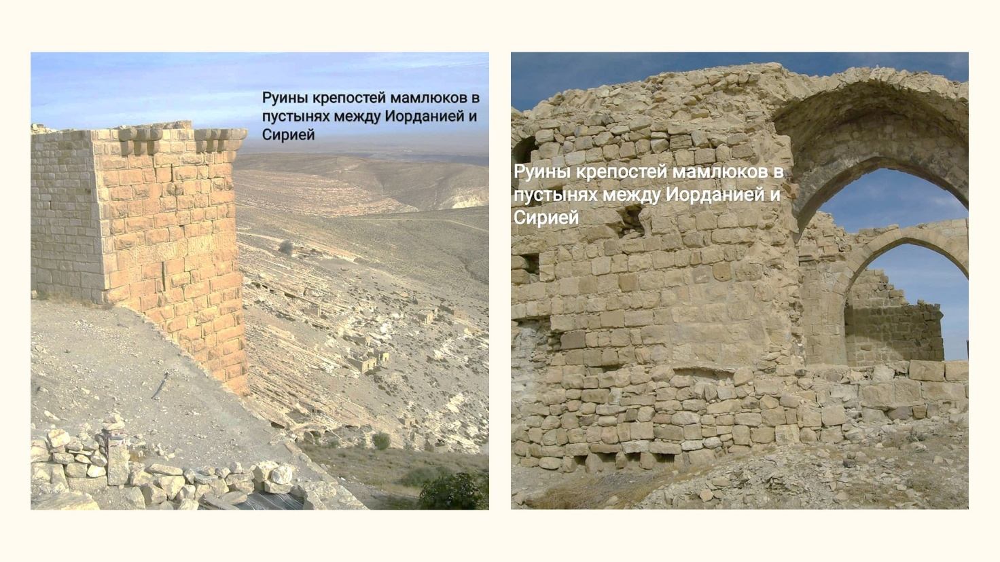 Руины крепостей мамлюков в
пустынях между Иорданией и
Сирией
Руины крепостей мамлюков в
пустынях между Иорданией и
Сирией